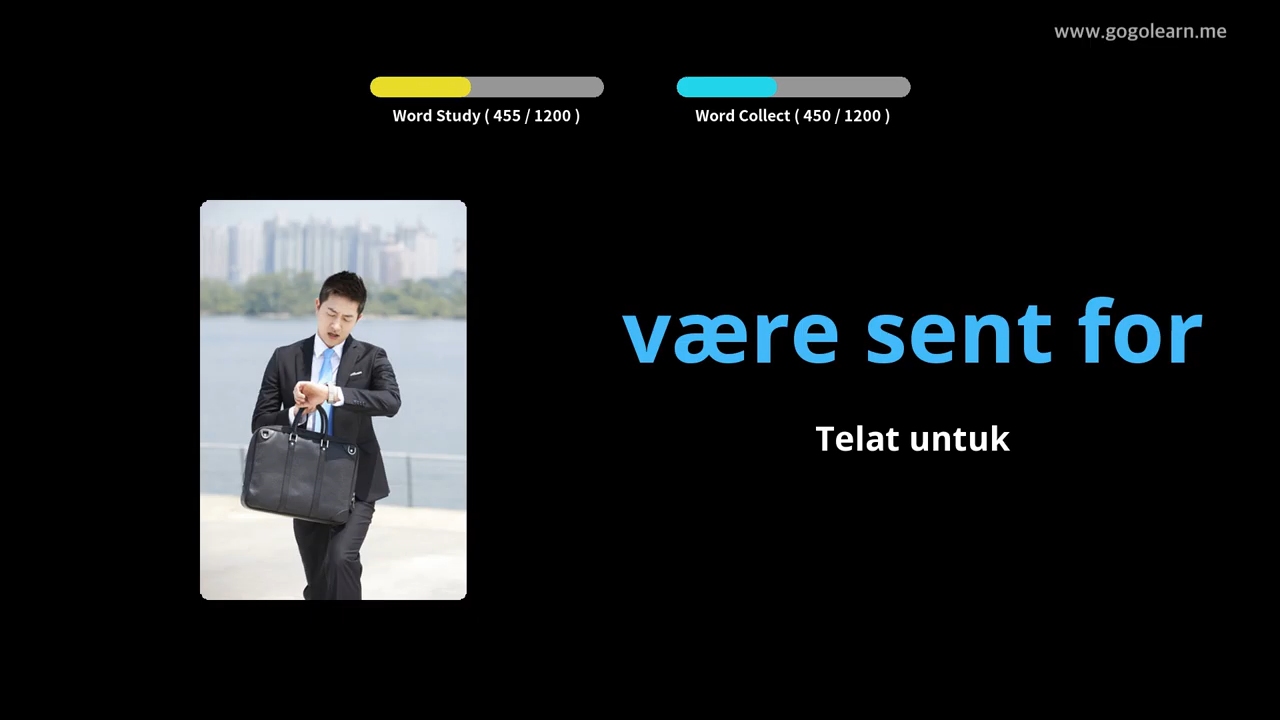 www.gogolearn.me
Word Study ( 455 / 1200 )
Word Collect ( 450 / 1200 )
være sent for
Telat untuk